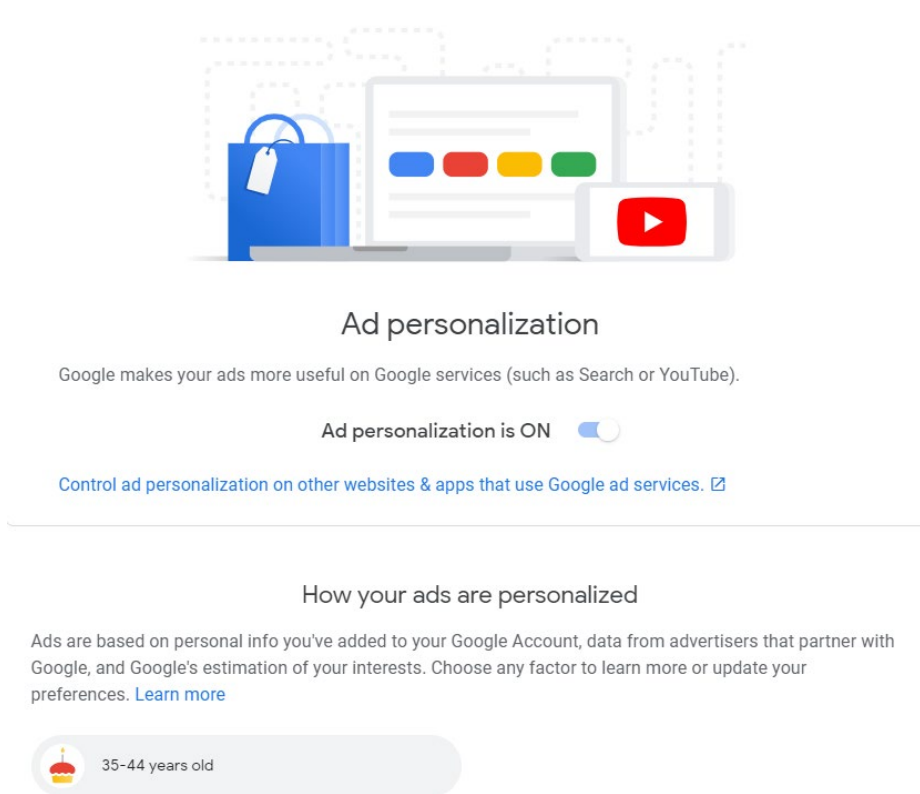 Ad personalization
Google makes your ads more useful on Google services (such as Search or YouTube).
Ad personalization is ON
Control ad personalization on other websites & apps that use Google ad services.
How your ads are personalized
Ads are based on personal info you've added to your Google Account, data from advertisers that partner with
Google, and Google's estimation of your interests. Choose any factor to learn more or update your
preferences. Learn more
35-44 years old